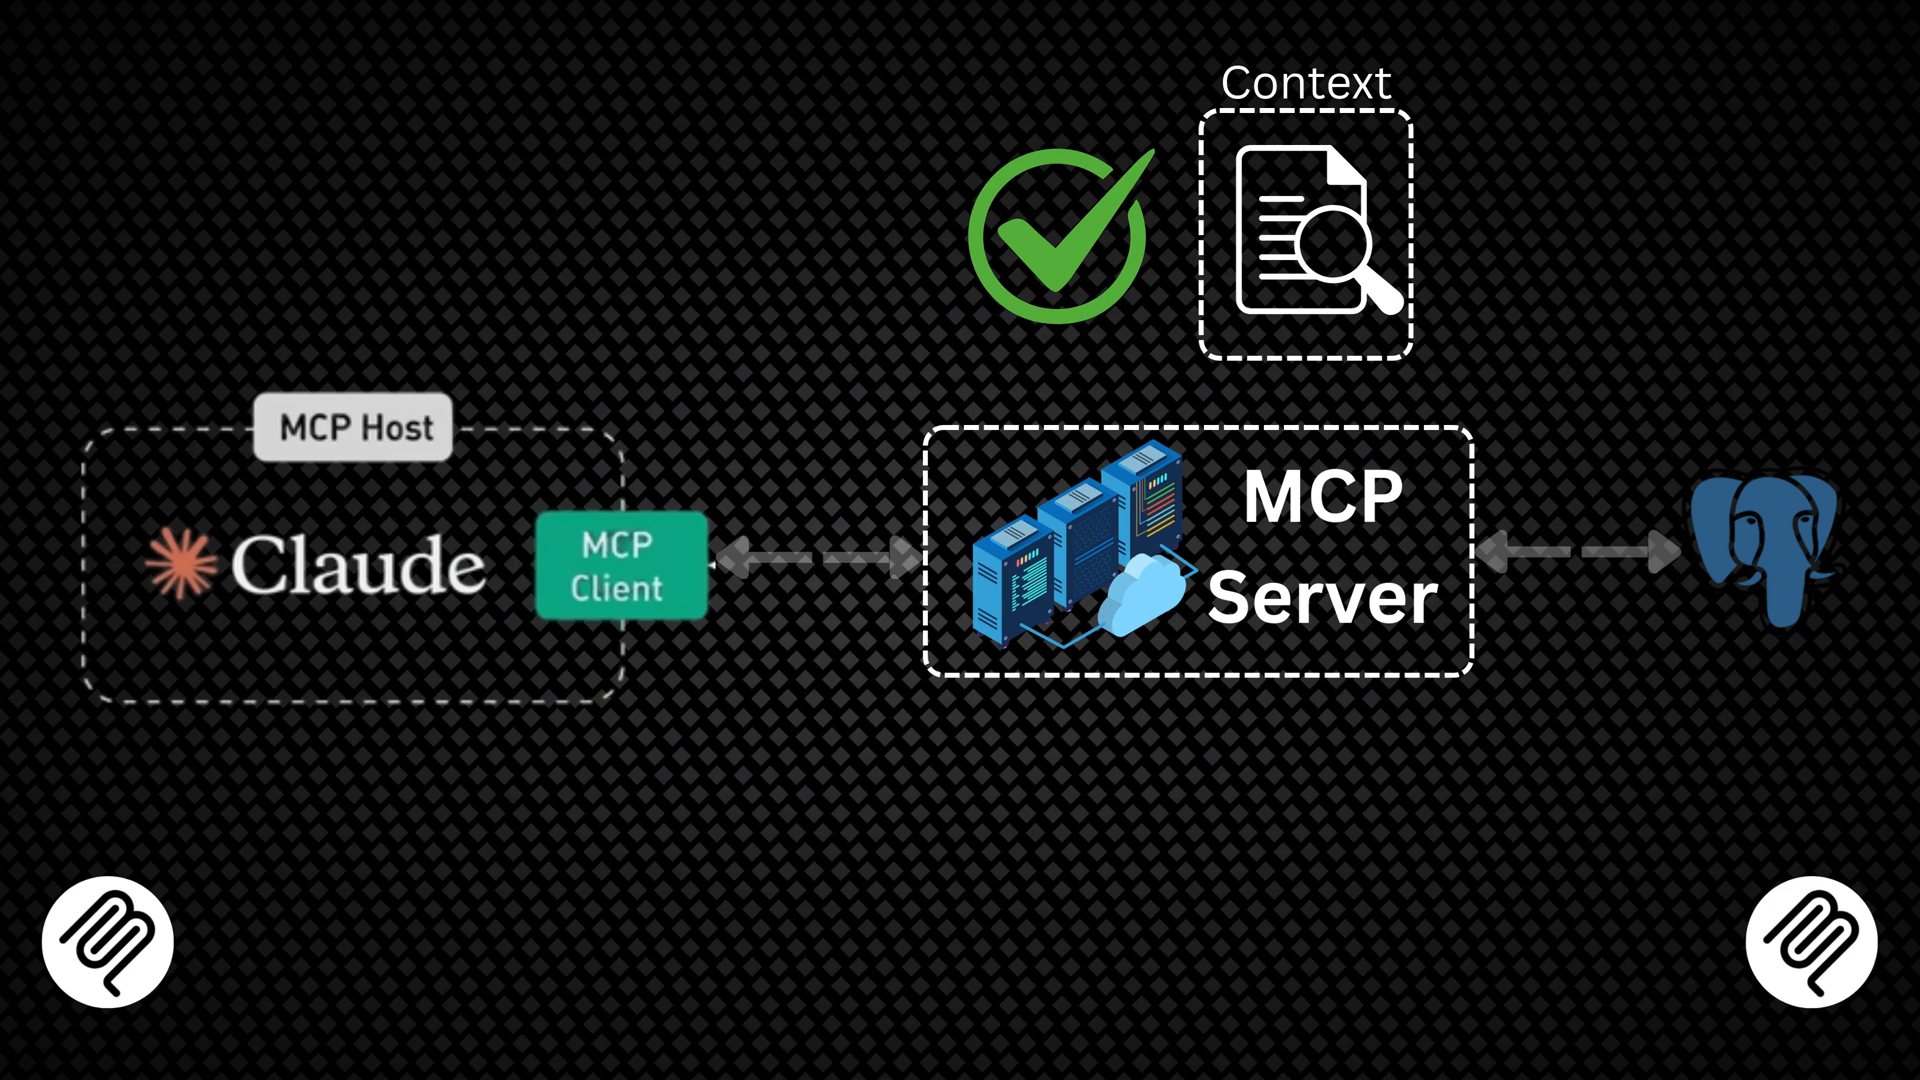 Context
MCP Host
Claude
MCP
Client
MCP
Server